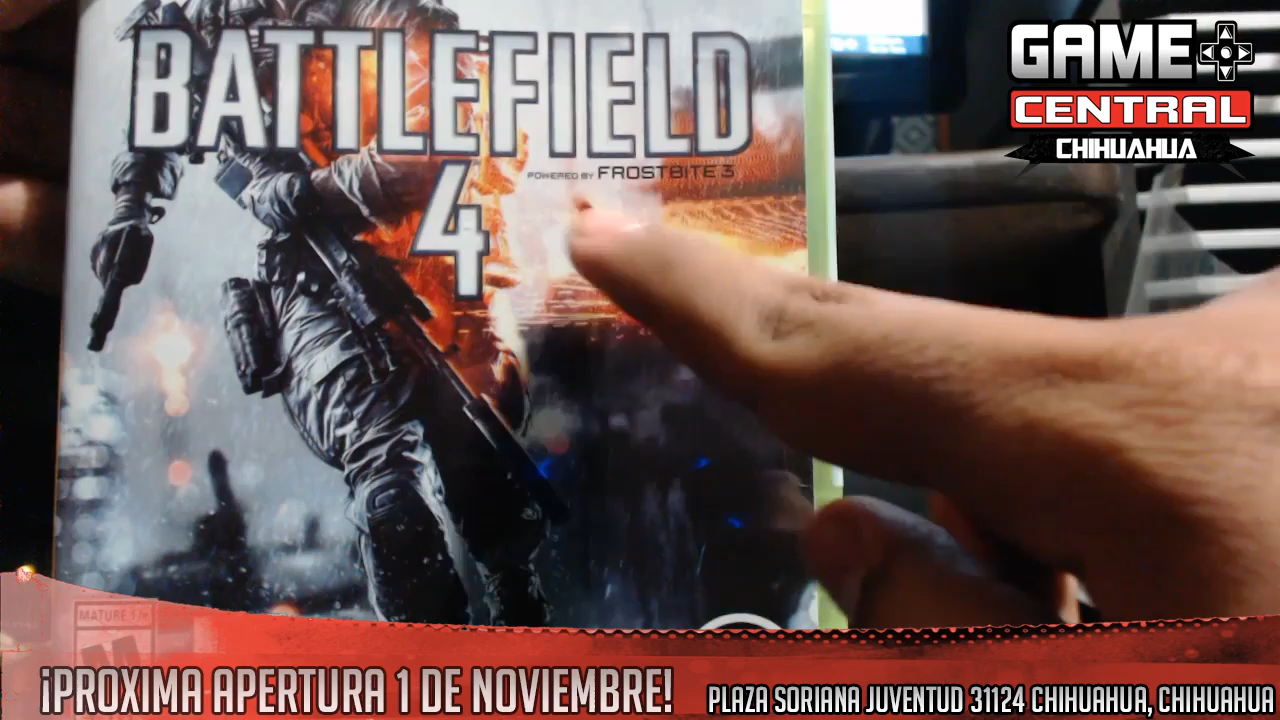 BATTLEFIELD
4
POWERED BY FROSTBITE 3
GAME
CENTRAL
CHIHUAHUA
MATURE 17+
M
¡PROXIMA APERTURA 1 DE NOVIEMBRE!
PLAZA SORIANA JUVENTUD 31124 CHIHUAHUA, CHIHUAHUA